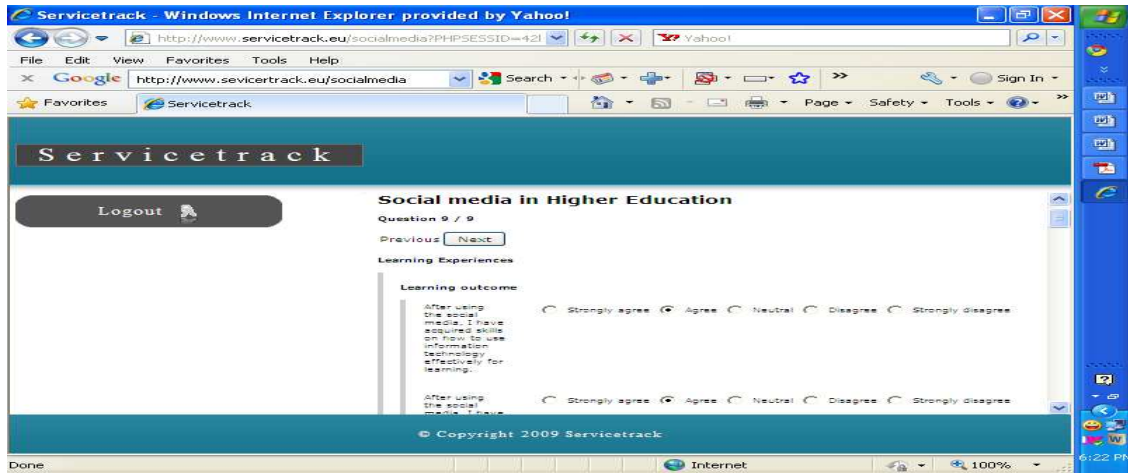 Servicetrack - Windows Internet Explorer provided by Yahoo!
http://www.servicetrack.eu/socialmedia?PHPSESSID=42 Yahoo!
File Edit View Favorites Tools Help
Google http://www.sevicertrack.eu/socialmedia Search Sign In
Favorites Servicetrack Page Safety Tools
Servicetrack
Logout
Social media in Higher Education
Question 9 / 9
Previous Next
Learning Experiences
Learning outcome
After using
the social
media, I have
acquired skills
on how to use
information
technology
effectively for
learning..
Strongly agree Agree Neutral Disagree Strongly disagree
After using
the social
media, I have
Strongly agree Agree Neutral Disagree Strongly disagree
© Copyright 2009 Servicetrack
Done Internet 100%
6:22 PM